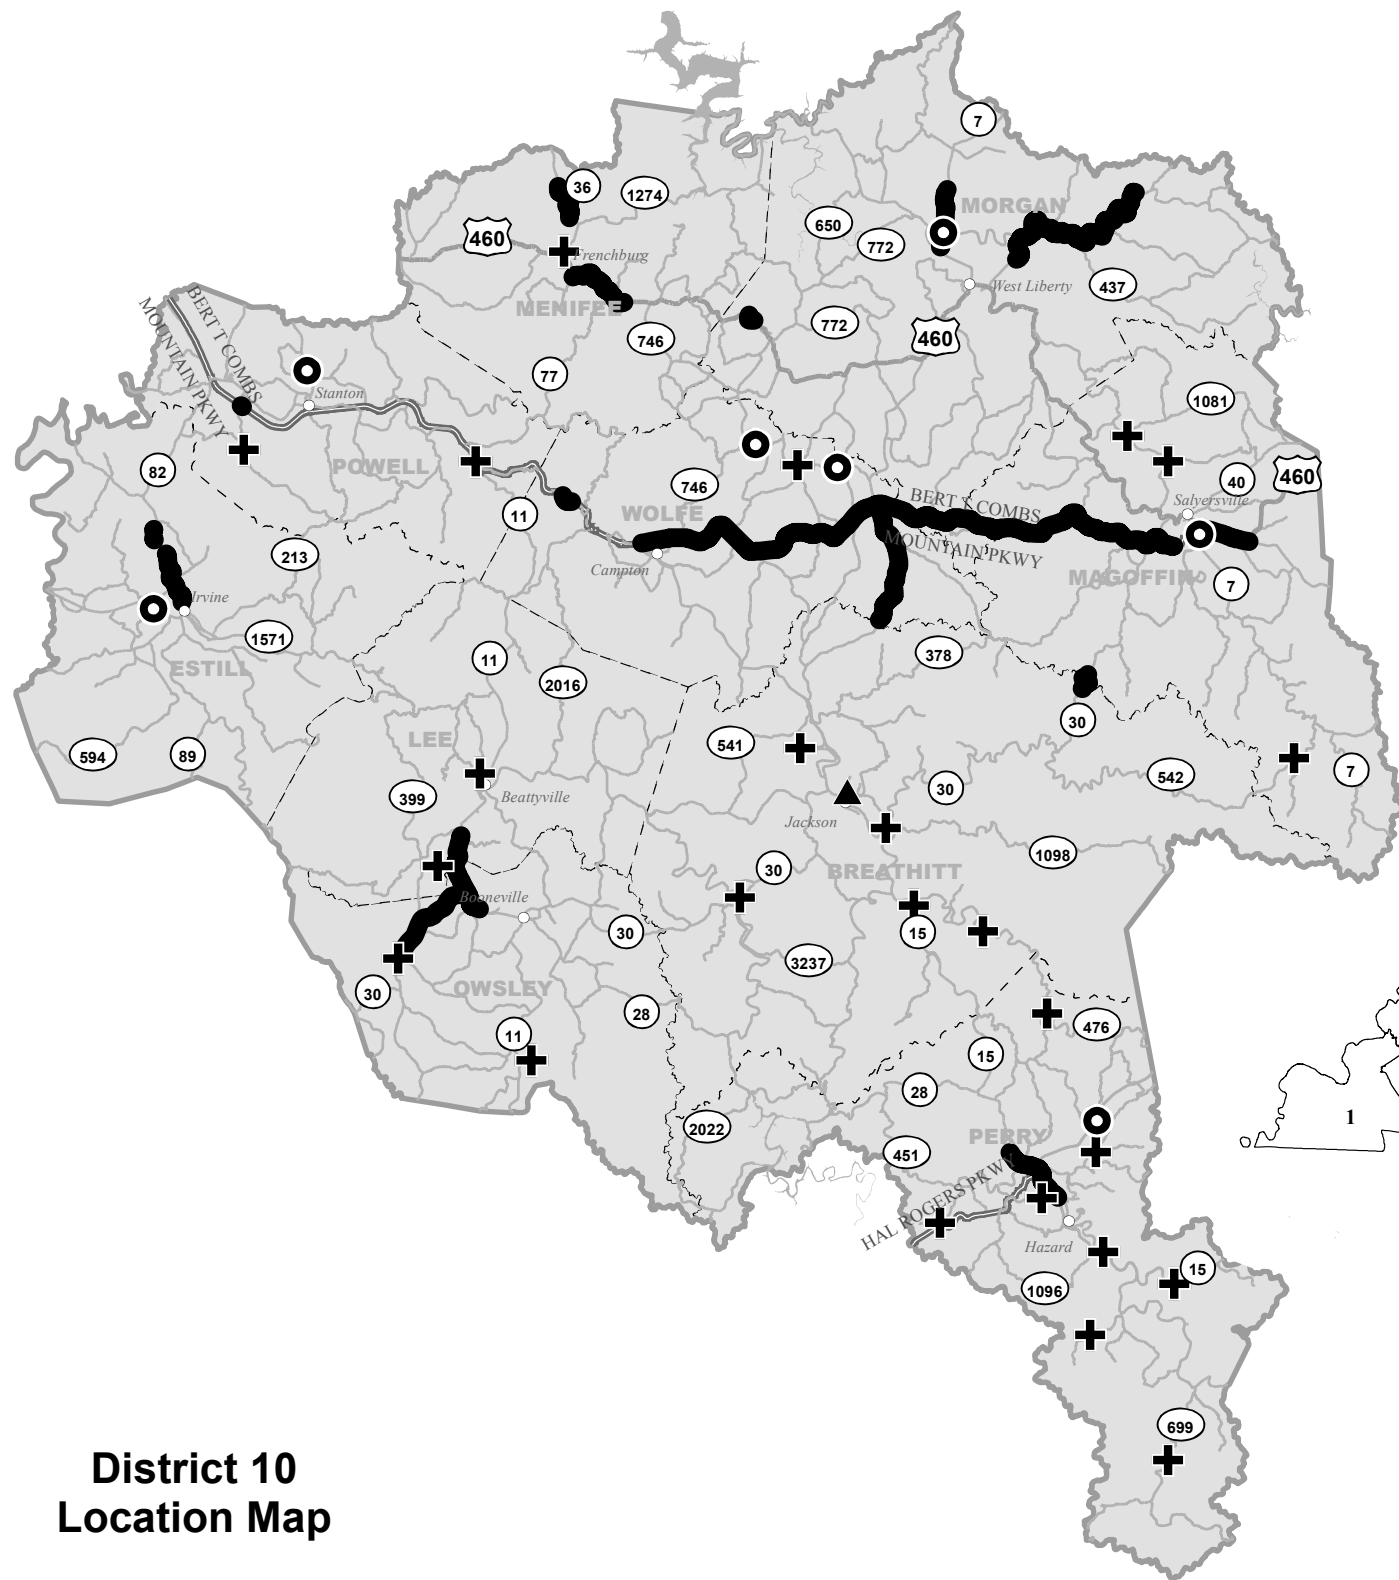 7
36
1274
MORGAN
650
460
772
Frenchburg
West Liberty
437
MENIFEE
772
460
746
BERT T COMBS
MOUNTAIN PKWY
77
Stanton
1081
82
POWELL
746
40
460
Salyersville
11
WOLFE
BERT T COMBS
MOUNTAIN PKWY
213
Campton
MAGOFFIN
7
Irvine
1571
ESTILL
11
378
2016
30
594
89
LEE
541
542
7
399
Beattyville
30
Jackson
1098
30
BREATHITT
Booneville
30
15
3237
30
OWSLEY
28
11
476
15
28
1
2022
PERRY
451
HAL ROGERS PKWY
Hazard
15
1096
699
District 10
Location Map